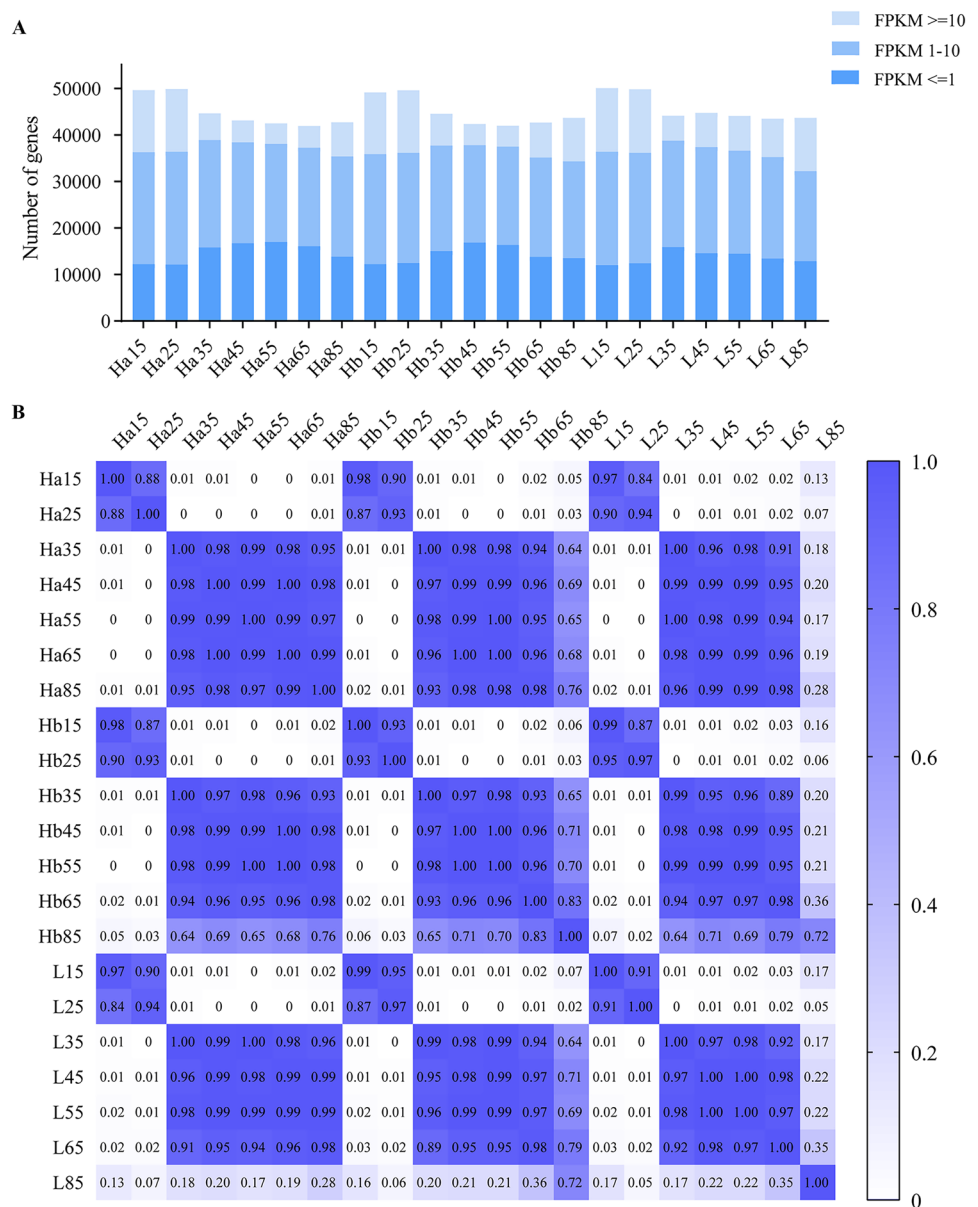 A
FPKM >=10
FPKM 1-10
FPKM <=1
Number of genes
50000
40000
30000
20000
10000
0
Ha15 Ha25 Ha35 Ha45 Ha55 Ha65 Ha85 Hb15 Hb25 Hb35 Hb45 Hb55 Hb65 Hb85 L15 L25 L35 L45 L55 L65 L85
B
Ha15 Ha25 Ha35 Ha45 Ha55 Ha65 Ha85 Hb15 Hb25 Hb35 Hb45 Hb55 Hb65 Hb85 L15 L25 L35 L45 L55 L65 L85
Ha15 1.00 0.88 0.01 0.01 0 0 0.01 0.98 0.90 0.01 0.01 0 0.02 0.05 0.97 0.84 0.01 0.01 0.02 0.02 0.13
Ha25 0.88 1.00 0 0 0 0 0.01 0.87 0.93 0.01 0 0 0.01 0.03 0.90 0.94 0 0.01 0.01 0.02 0.07
Ha35 0.01 0 1.00 0.98 0.99 0.98 0.95 0.01 0.01 1.00 0.98 0.98 0.94 0.64 0.01 0.01 1.00 0.96 0.98 0.91 0.18
Ha45 0.01 0 0.98 1.00 0.99 1.00 0.98 0.01 0 0.97 0.99 0.99 0.96 0.69 0.01 0 0.99 0.99 0.99 0.95 0.20
Ha55 0 0 0.99 0.99 1.00 0.99 0.97 0 0 0.98 0.99 1.00 0.95 0.65 0 0 1.00 0.98 0.99 0.94 0.17
Ha65 0 0 0.98 1.00 0.99 1.00 0.99 0.01 0 0.96 1.00 1.00 0.96 0.68 0.01 0 0.98 0.99 0.99 0.96 0.19
Ha85 0.01 0.01 0.95 0.98 0.97 0.99 1.00 0.02 0.01 0.93 0.98 0.98 0.98 0.76 0.02 0.01 0.96 0.99 0.99 0.98 0.28
Hb15 0.98 0.87 0.01 0.01 0 0.01 0.02 1.00 0.93 0.01 0.01 0 0.02 0.06 0.99 0.87 0.01 0.01 0.02 0.03 0.16
Hb25 0.90 0.93 0.01 0 0 0 0.01 0.93 1.00 0.01 0 0 0.01 0.03 0.95 0.97 0 0.01 0.01 0.02 0.06
Hb35 0.01 0.01 1.00 0.97 0.98 0.96 0.93 0.01 0.01 1.00 0.97 0.98 0.93 0.65 0.01 0.01 0.99 0.95 0.96 0.89 0.20
Hb45 0.01 0 0.98 0.99 0.99 1.00 0.98 0.01 0 0.97 1.00 1.00 0.96 0.71 0.01 0 0.98 0.98 0.99 0.95 0.21
Hb55 0 0 0.98 0.99 1.00 1.00 0.98 0 0 0.98 1.00 1.00 0.96 0.70 0.01 0 0.99 0.99 0.99 0.95 0.21
Hb65 0.02 0.01 0.94 0.96 0.95 0.96 0.98 0.02 0.01 0.93 0.96 0.96 1.00 0.83 0.02 0.01 0.94 0.97 0.97 0.98 0.36
Hb85 0.05 0.03 0.64 0.69 0.65 0.68 0.76 0.06 0.03 0.65 0.71 0.70 0.83 1.00 0.07 0.02 0.64 0.71 0.69 0.79 0.72
L15 0.97 0.90 0.01 0.01 0 0.01 0.02 0.99 0.95 0.01 0.01 0.01 0.02 0.07 1.00 0.91 0.01 0.01 0.02 0.03 0.17
L25 0.84 0.94 0.01 0 0 0 0.01 0.87 0.97 0.01 0 0 0.01 0.02 0.91 1.00 0 0.01 0.01 0.02 0.05
L35 0.01 0 1.00 0.99 1.00 0.98 0.96 0.01 0 0.99 0.98 0.99 0.94 0.64 0.01 0 1.00 0.97 0.98 0.92 0.17
L45 0.01 0.01 0.96 0.99 0.98 0.99 0.99 0.01 0.01 0.95 0.98 0.99 0.97 0.71 0.01 0.01 0.97 1.00 1.00 0.98 0.22
L55 0.02 0.01 0.98 0.99 0.99 0.99 0.99 0.02 0.01 0.96 0.99 0.99 0.97 0.69 0.02 0.01 0.98 1.00 1.00 0.97 0.22
L65 0.02 0.02 0.91 0.95 0.94 0.96 0.98 0.03 0.02 0.89 0.95 0.95 0.98 0.79 0.03 0.02 0.92 0.98 0.97 1.00 0.35
L85 0.13 0.07 0.18 0.20 0.17 0.19 0.28 0.16 0.06 0.20 0.21 0.21 0.36 0.72 0.17 0.05 0.17 0.22 0.22 0.35 1.00
1.0
0.8
0.6
0.4
0.2
0